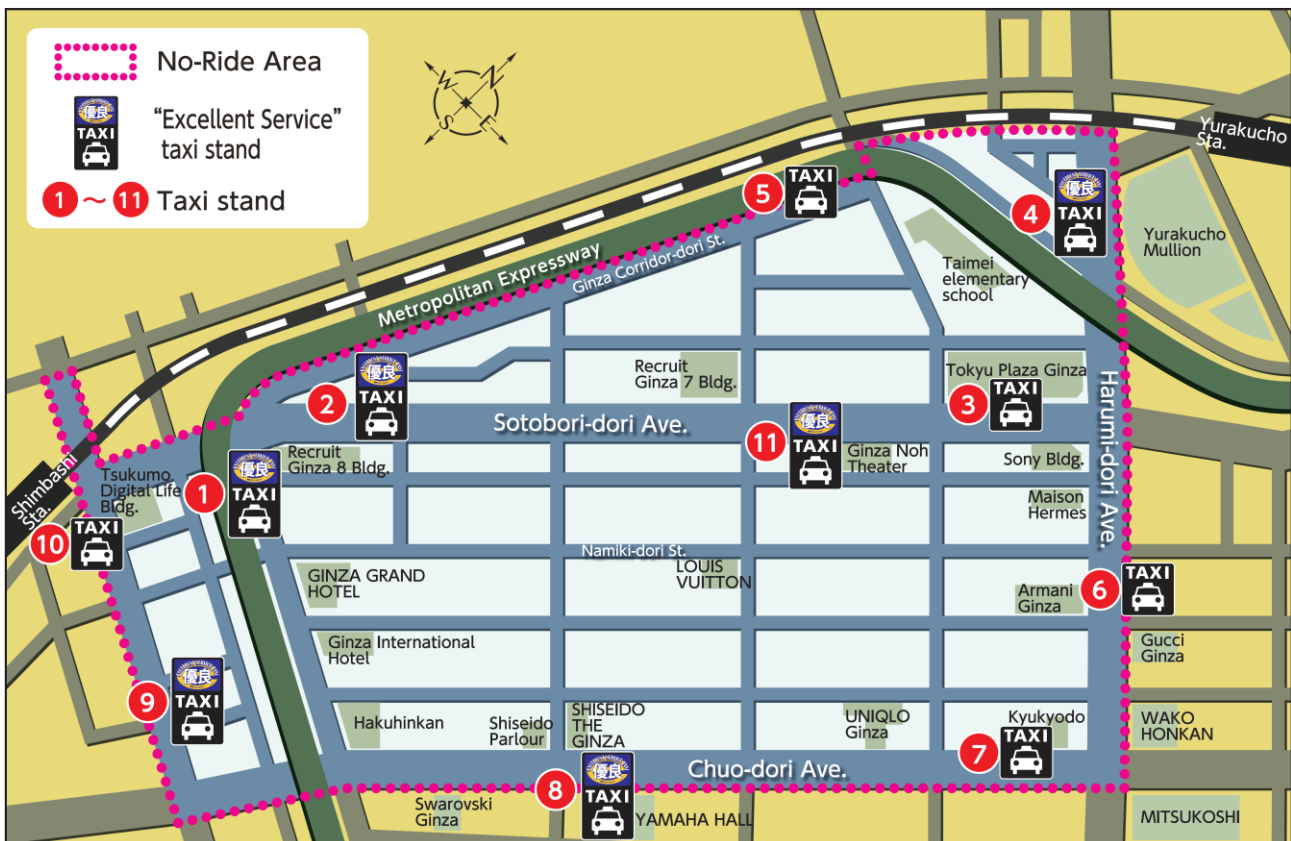 No-Ride Area
優良
TAXI
“Excellent Service”
taxi stand
1 ~ 11 Taxi stand
W
N
S
E
Yurakucho
Sta.
5
TAXI
4
優良
TAXI
Yurakucho
Mullion
Metropolitan Expressway
Ginza Corridor-dori St.
Taimei
elementary
school
2
優良
TAXI
Recruit
Ginza 7 Bldg.
Tokyu Plaza Ginza
3
TAXI
Harumi-dori Ave.
Sotobori-dori Ave.
11
優良
TAXI
Ginza Noh
Theater
Sony Bldg.
Shimbashi
Sta.
Tsukumo
Digital Life
Bldg.
1
優良
TAXI
Recruit
Ginza 8 Bldg.
Maison
Hermes
10
TAXI
Namiki-dori St.
LOUIS
VUITTON
GINZA GRAND
HOTEL
Armani
Ginza
6
TAXI
Ginza International
Hotel
Gucci
Ginza
9
優良
TAXI
Hakuhinkan
Shiseido
Parlour
SHISEIDO
THE
GINZA
UNIQLO
Ginza
Kyukyodo
7
TAXI
WAKO
HONKAN
Chuo-dori Ave.
8
優良
TAXI
Swarovski
Ginza
YAMAHA HALL
MITSUKOSHI